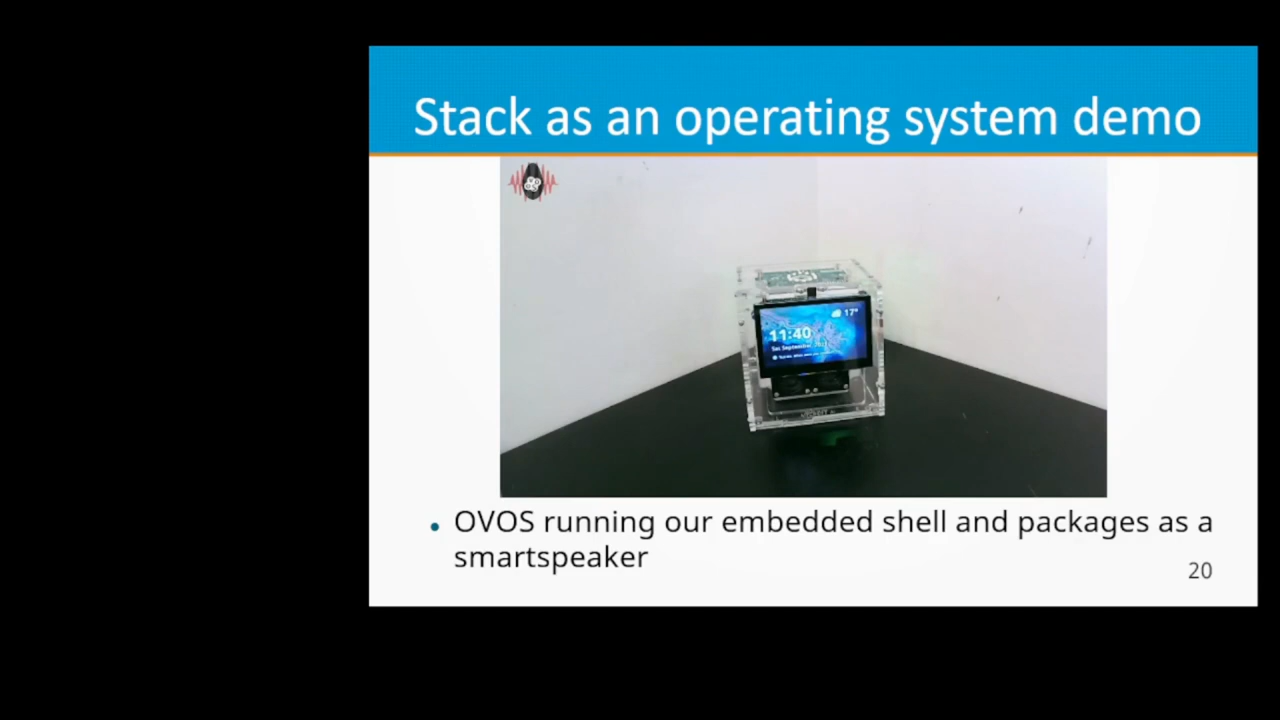 Stack as an operating system demo
17°
11:40
OVOS running our embedded shell and packages as a
smartspeaker
20